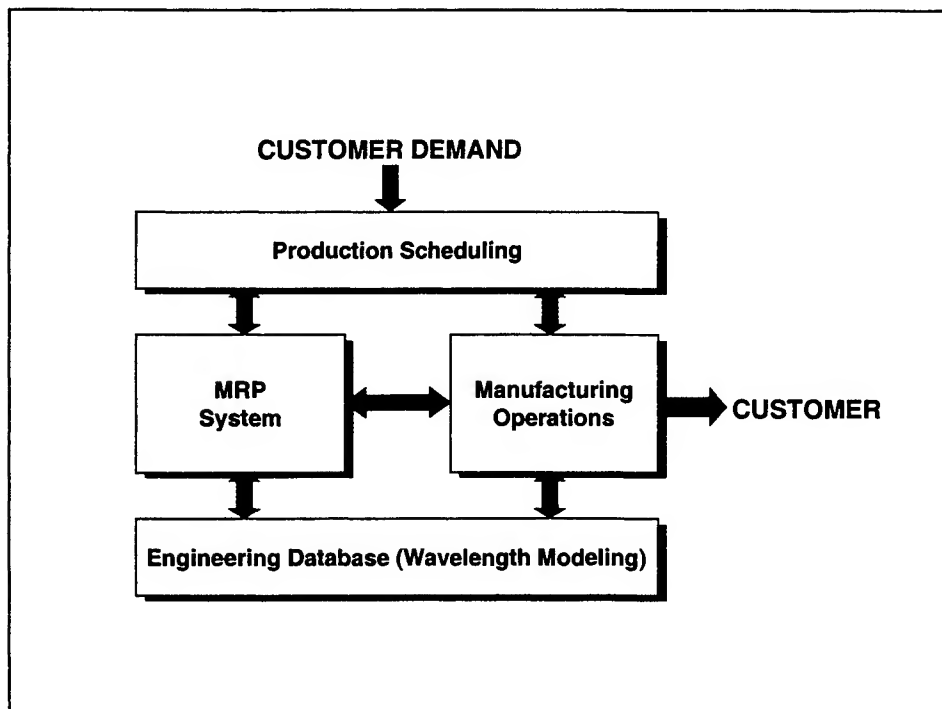 CUSTOMER DEMAND
Production Scheduling
MRP
System
Manufacturing
Operations
CUSTOMER
Engineering Database (Wavelength Modeling)